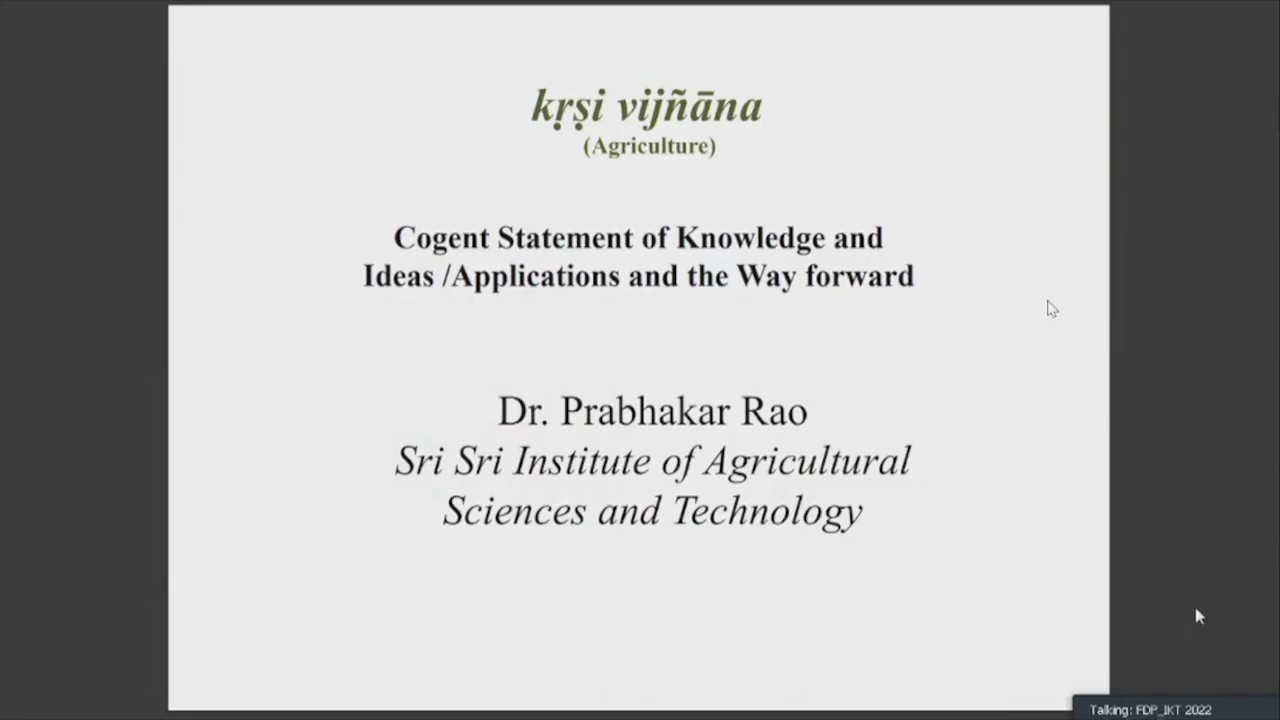 kṛṣi vijñāna
(Agriculture)
Cogent Statement of Knowledge and
Ideas /Applications and the Way forward
Dr. Prabhakar Rao
Sri Sri Institute of Agricultural
Sciences and Technology
Talking: FDP_IKT 2022